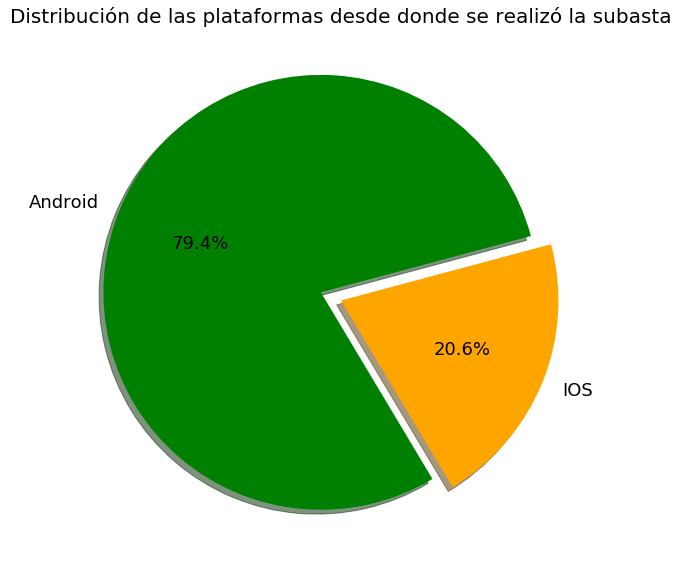 Distribución de las plataformas desde donde se realizó la subasta
Android
79.4%
20.6%
IOS